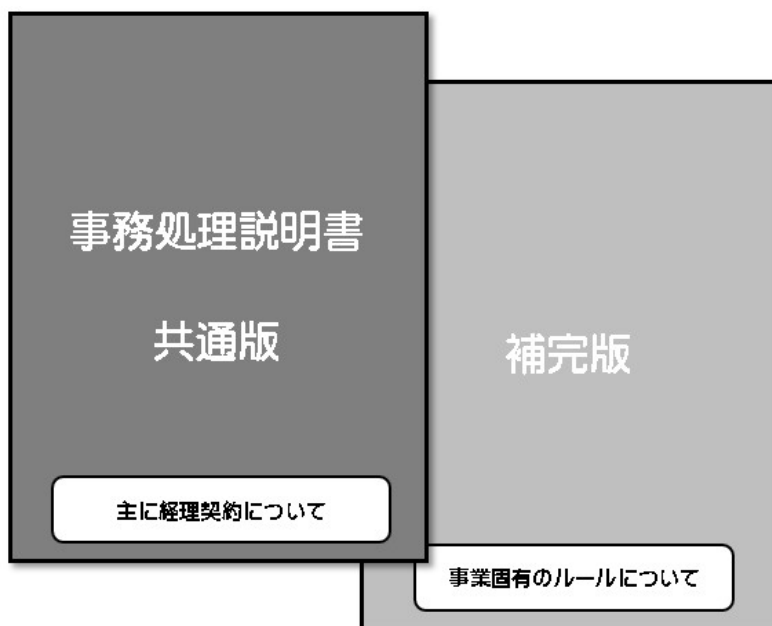 事務処理説明書
共通版
主に経理契約について
補完版
事業固有のルールについて